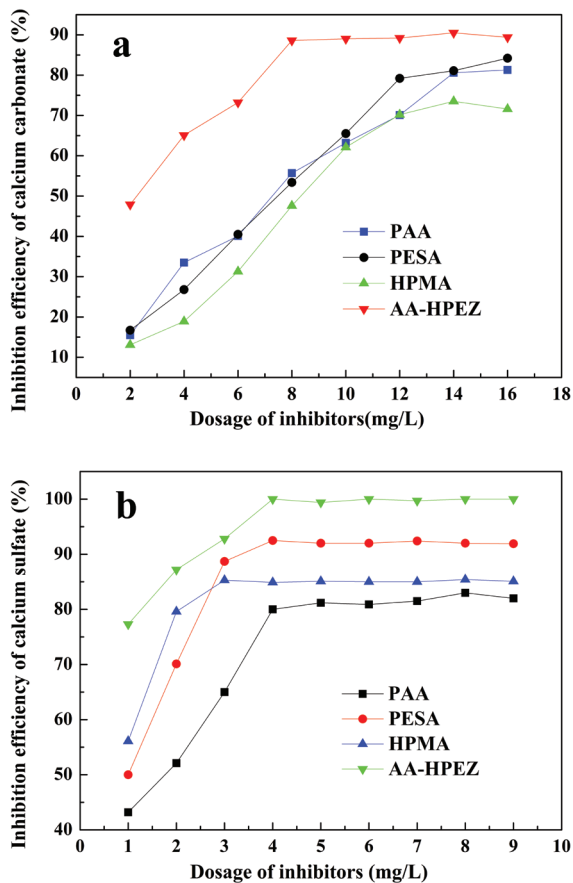 a
Inhibition efficiency of calcium carbonate (%)
90
80
70
60
50
40
30
20
10
PAA
PESA
HPMA
AA-HPEZ
0 2 4 6 8 10 12 14 16 18
Dosage of inhibitors(mg/L)
b
Inhibition efficiency of calcium sulfate (%)
100
90
80
70
60
50
40
PAA
PESA
HPMA
AA-HPEZ
0 1 2 3 4 5 6 7 8 9 10
Dosage of inhibitors (mg/L)